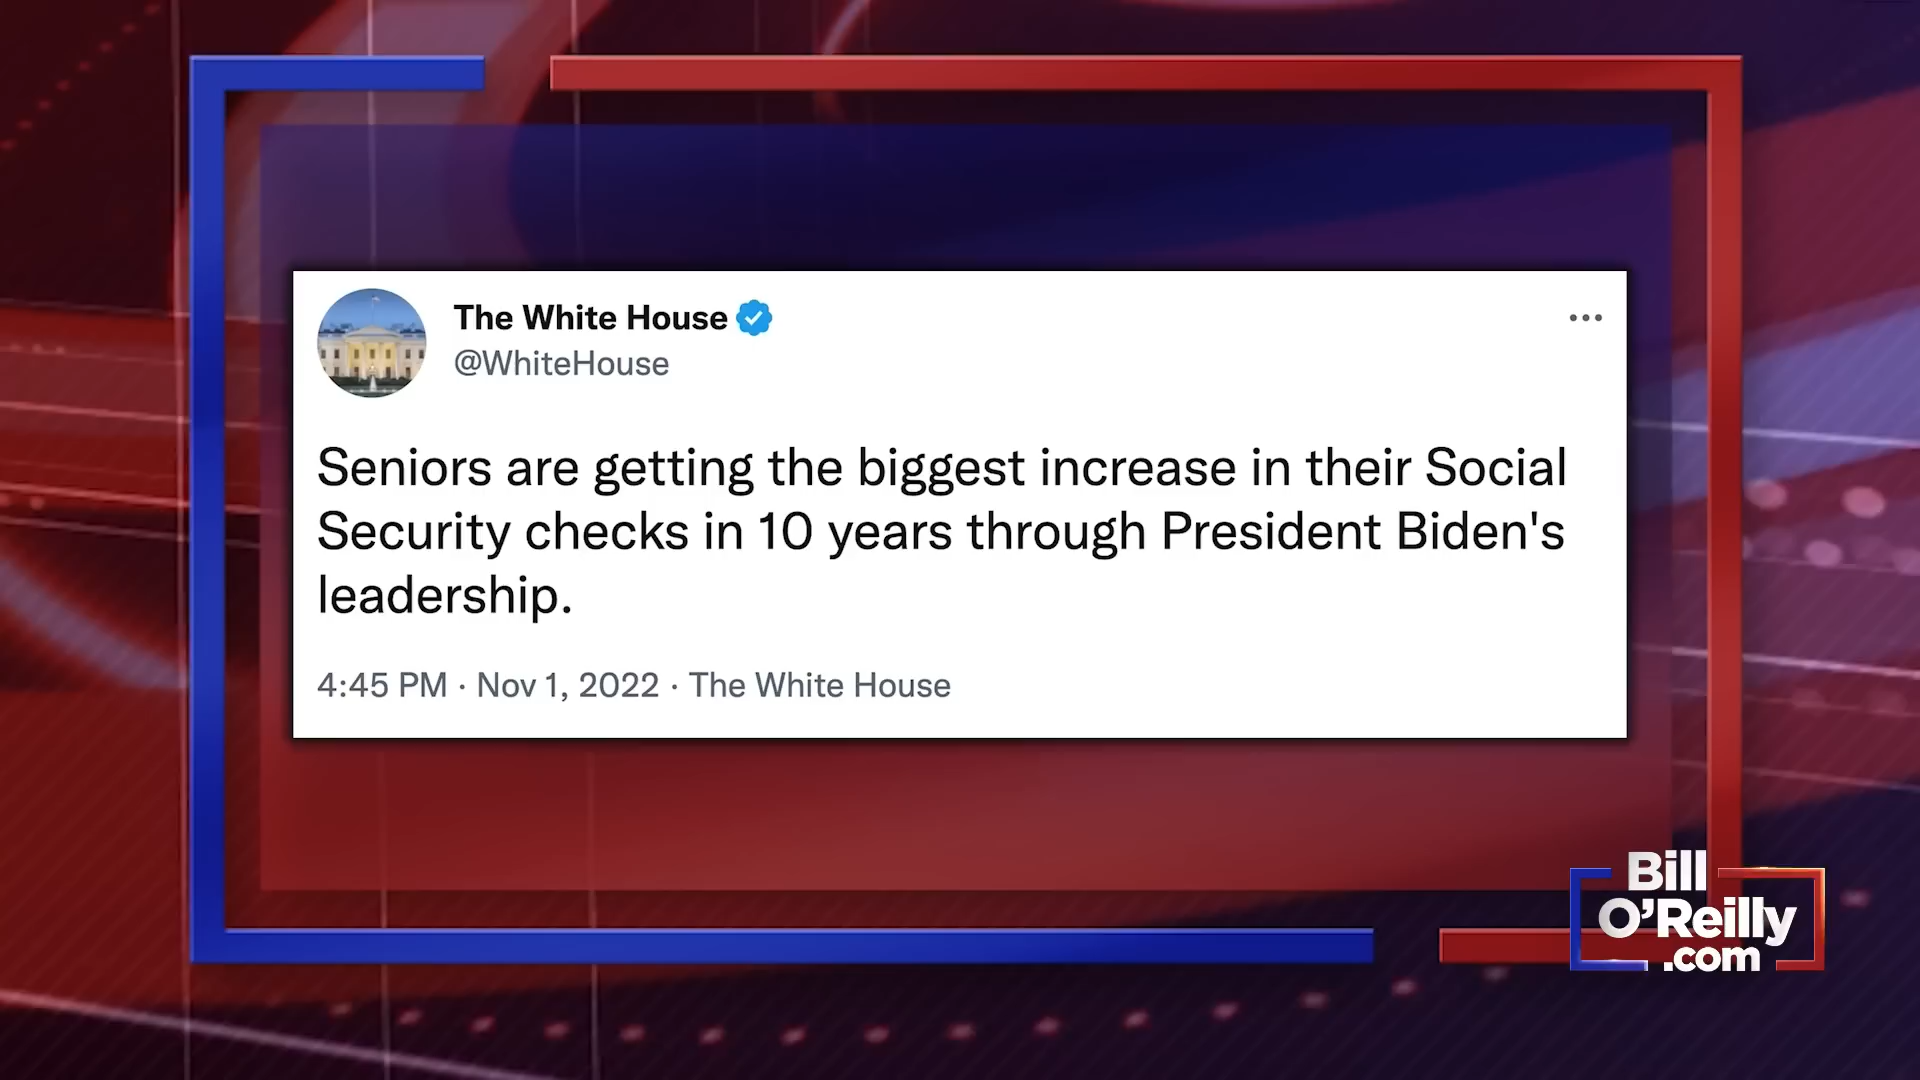 The White House
@WhiteHouse
Seniors are getting the biggest increase in their Social
Security checks in 10 years through President Biden's
leadership.
4:45 PM · Nov 1, 2022 · The White House
Bill
O'Reilly
.com